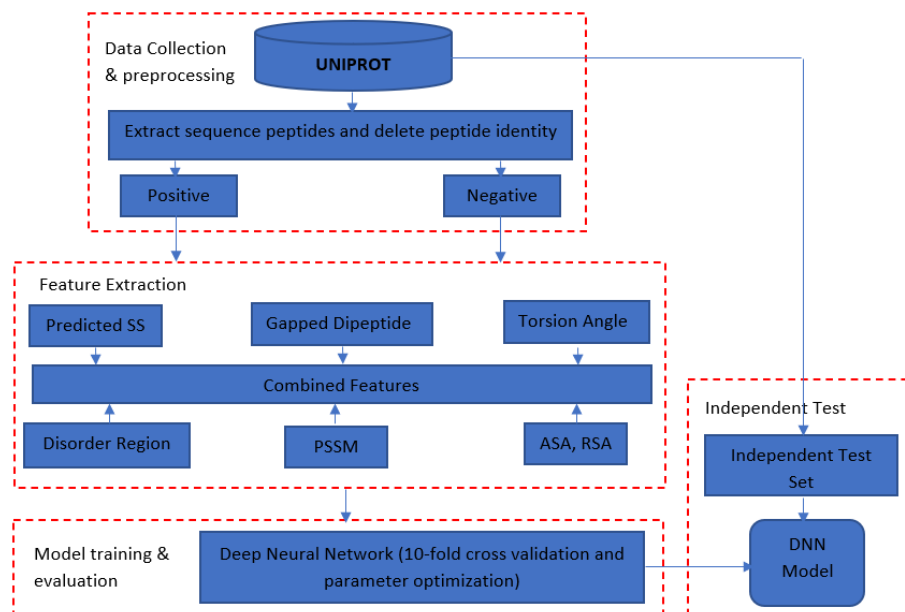 Data Collection
& preprocessing
UNIPROT
Extract sequence peptides and delete peptide identity
Positive
Negative
Feature Extraction
Predicted SS
Gapped Dipeptide
Torsion Angle
Combined Features
Disorder Region
PSSM
ASA, RSA
Independent Test
Independent Test
Set
Model training &
evaluation
Deep Neural Network (10-fold cross validation and
parameter optimization)
DNN
Model